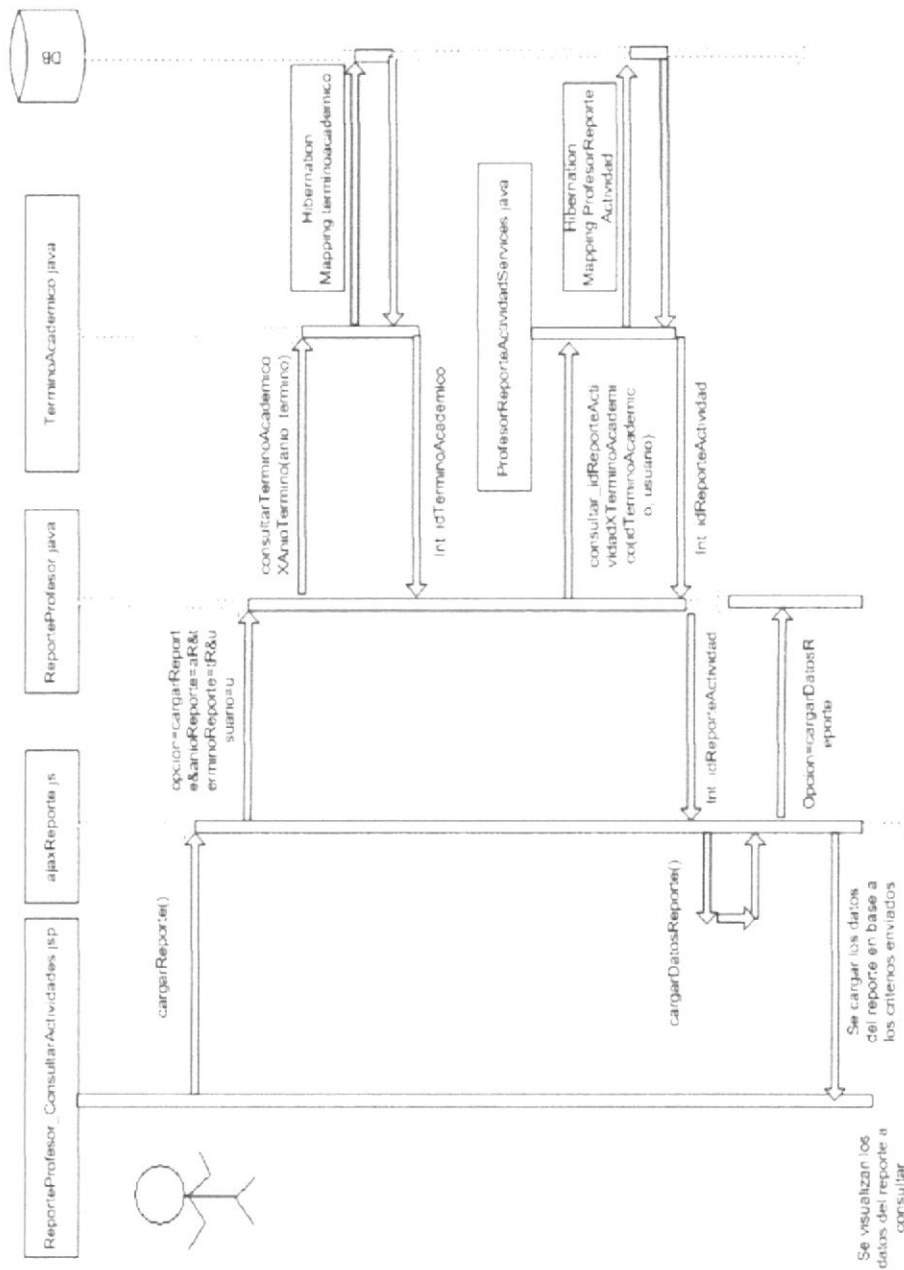 ReporteProfesor_ConsultarActividades.jsp
ajaxReporte.js
ReporteProfesor.java
TerminoAcademico.java
DB
cargarReporte()
opcion=cargarReport
e&anioReporte=aR&t
erminoReporte=tR&u
suario=u
consultarTerminoAcademico
XAnioTermino(anio, termino)
Hibernation
Mapping terminoacademico
Int idTerminoAcademico
ProfesorReporteActividadServices.java
consultar_idReporteActi
vidadXTerminoAcademi
co(idTerminoAcademic
o, usuario)
Hibernation
Mapping ProfesorReporte
Actividad
Int idReporteActividad
Int idReporteActividad
cargarDatosReporte()
Opcion=cargarDatosR
eporte
Se cargar los datos
del reporte en base a
los criterios enviados
Se visualizan los
datos del reporte a
consultar